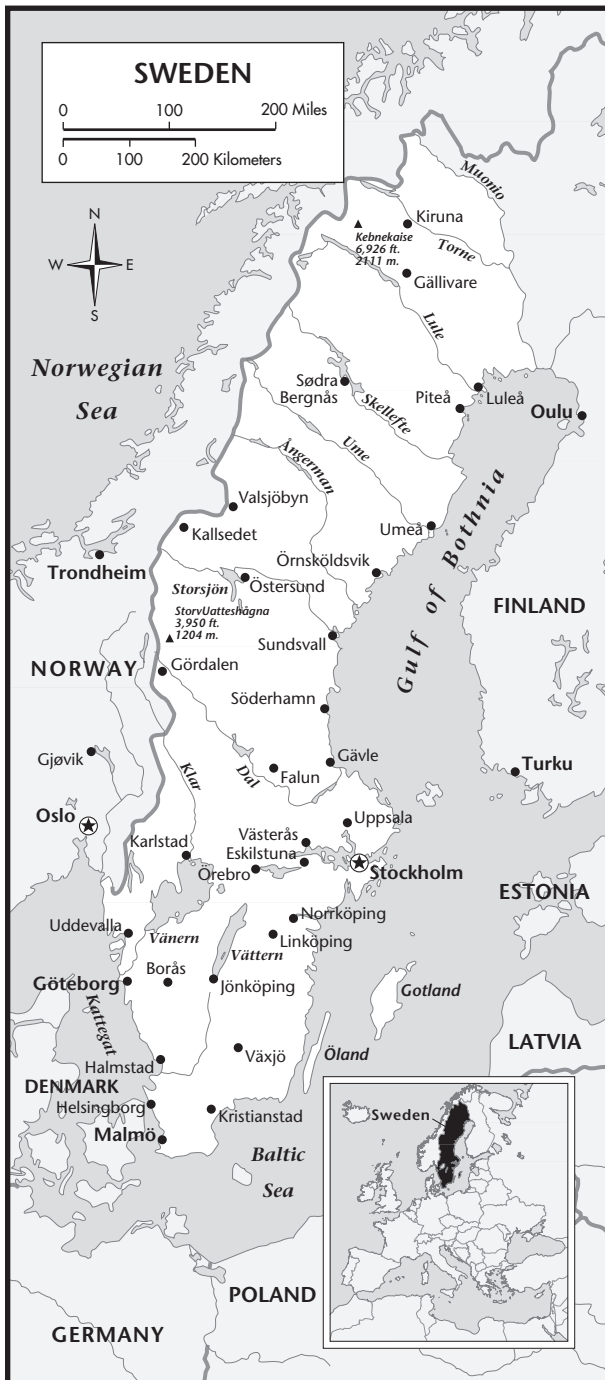 SWEDEN
0 100 200 Miles
0 100 200 Kilometers
N
W E
S
Muonio
Kiruna
Kebnekaise
6,926 ft.
2111 m.
Torne
Gällivare
Lule
Norwegian
Sea
Sødra
Bergnås
Skellefte
Piteå
Luleå
Oulu
Ume
Ångerman
Valsjöbyn
Kallsedet
Umeå
Gulf of Bothnia
Trondheim
Örnsköldsvik
Storsjön
Östersund
StorvUatteshågna
3,950 ft.
1204 m.
FINLAND
Sundsvall
NORWAY
Gördalen
Söderhamn
Gjøvik
Klar
Dal
Falun
Gävle
Turku
Oslo
Uppsala
Västerås
Karlstad
Eskilstuna
Örebro
Stockholm
ESTONIA
Norrköping
Uddevalla
Vänern
Linköping
Vättern
Borås
Göteborg
Jönköping
Gotland
Kattegat
Växjö
Öland
LATVIA
Halmstad
DENMARK
Helsingborg
Kristianstad
Malmö
Baltic
Sea
Sweden
POLAND
GERMANY